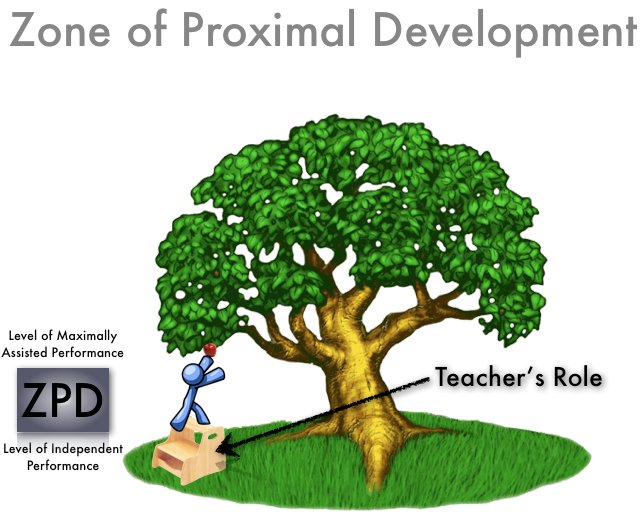 Zone of Proximal Development
Level of Maximally
Assisted Performance
ZPD
Level of Independent
Performance
Teacher's Role